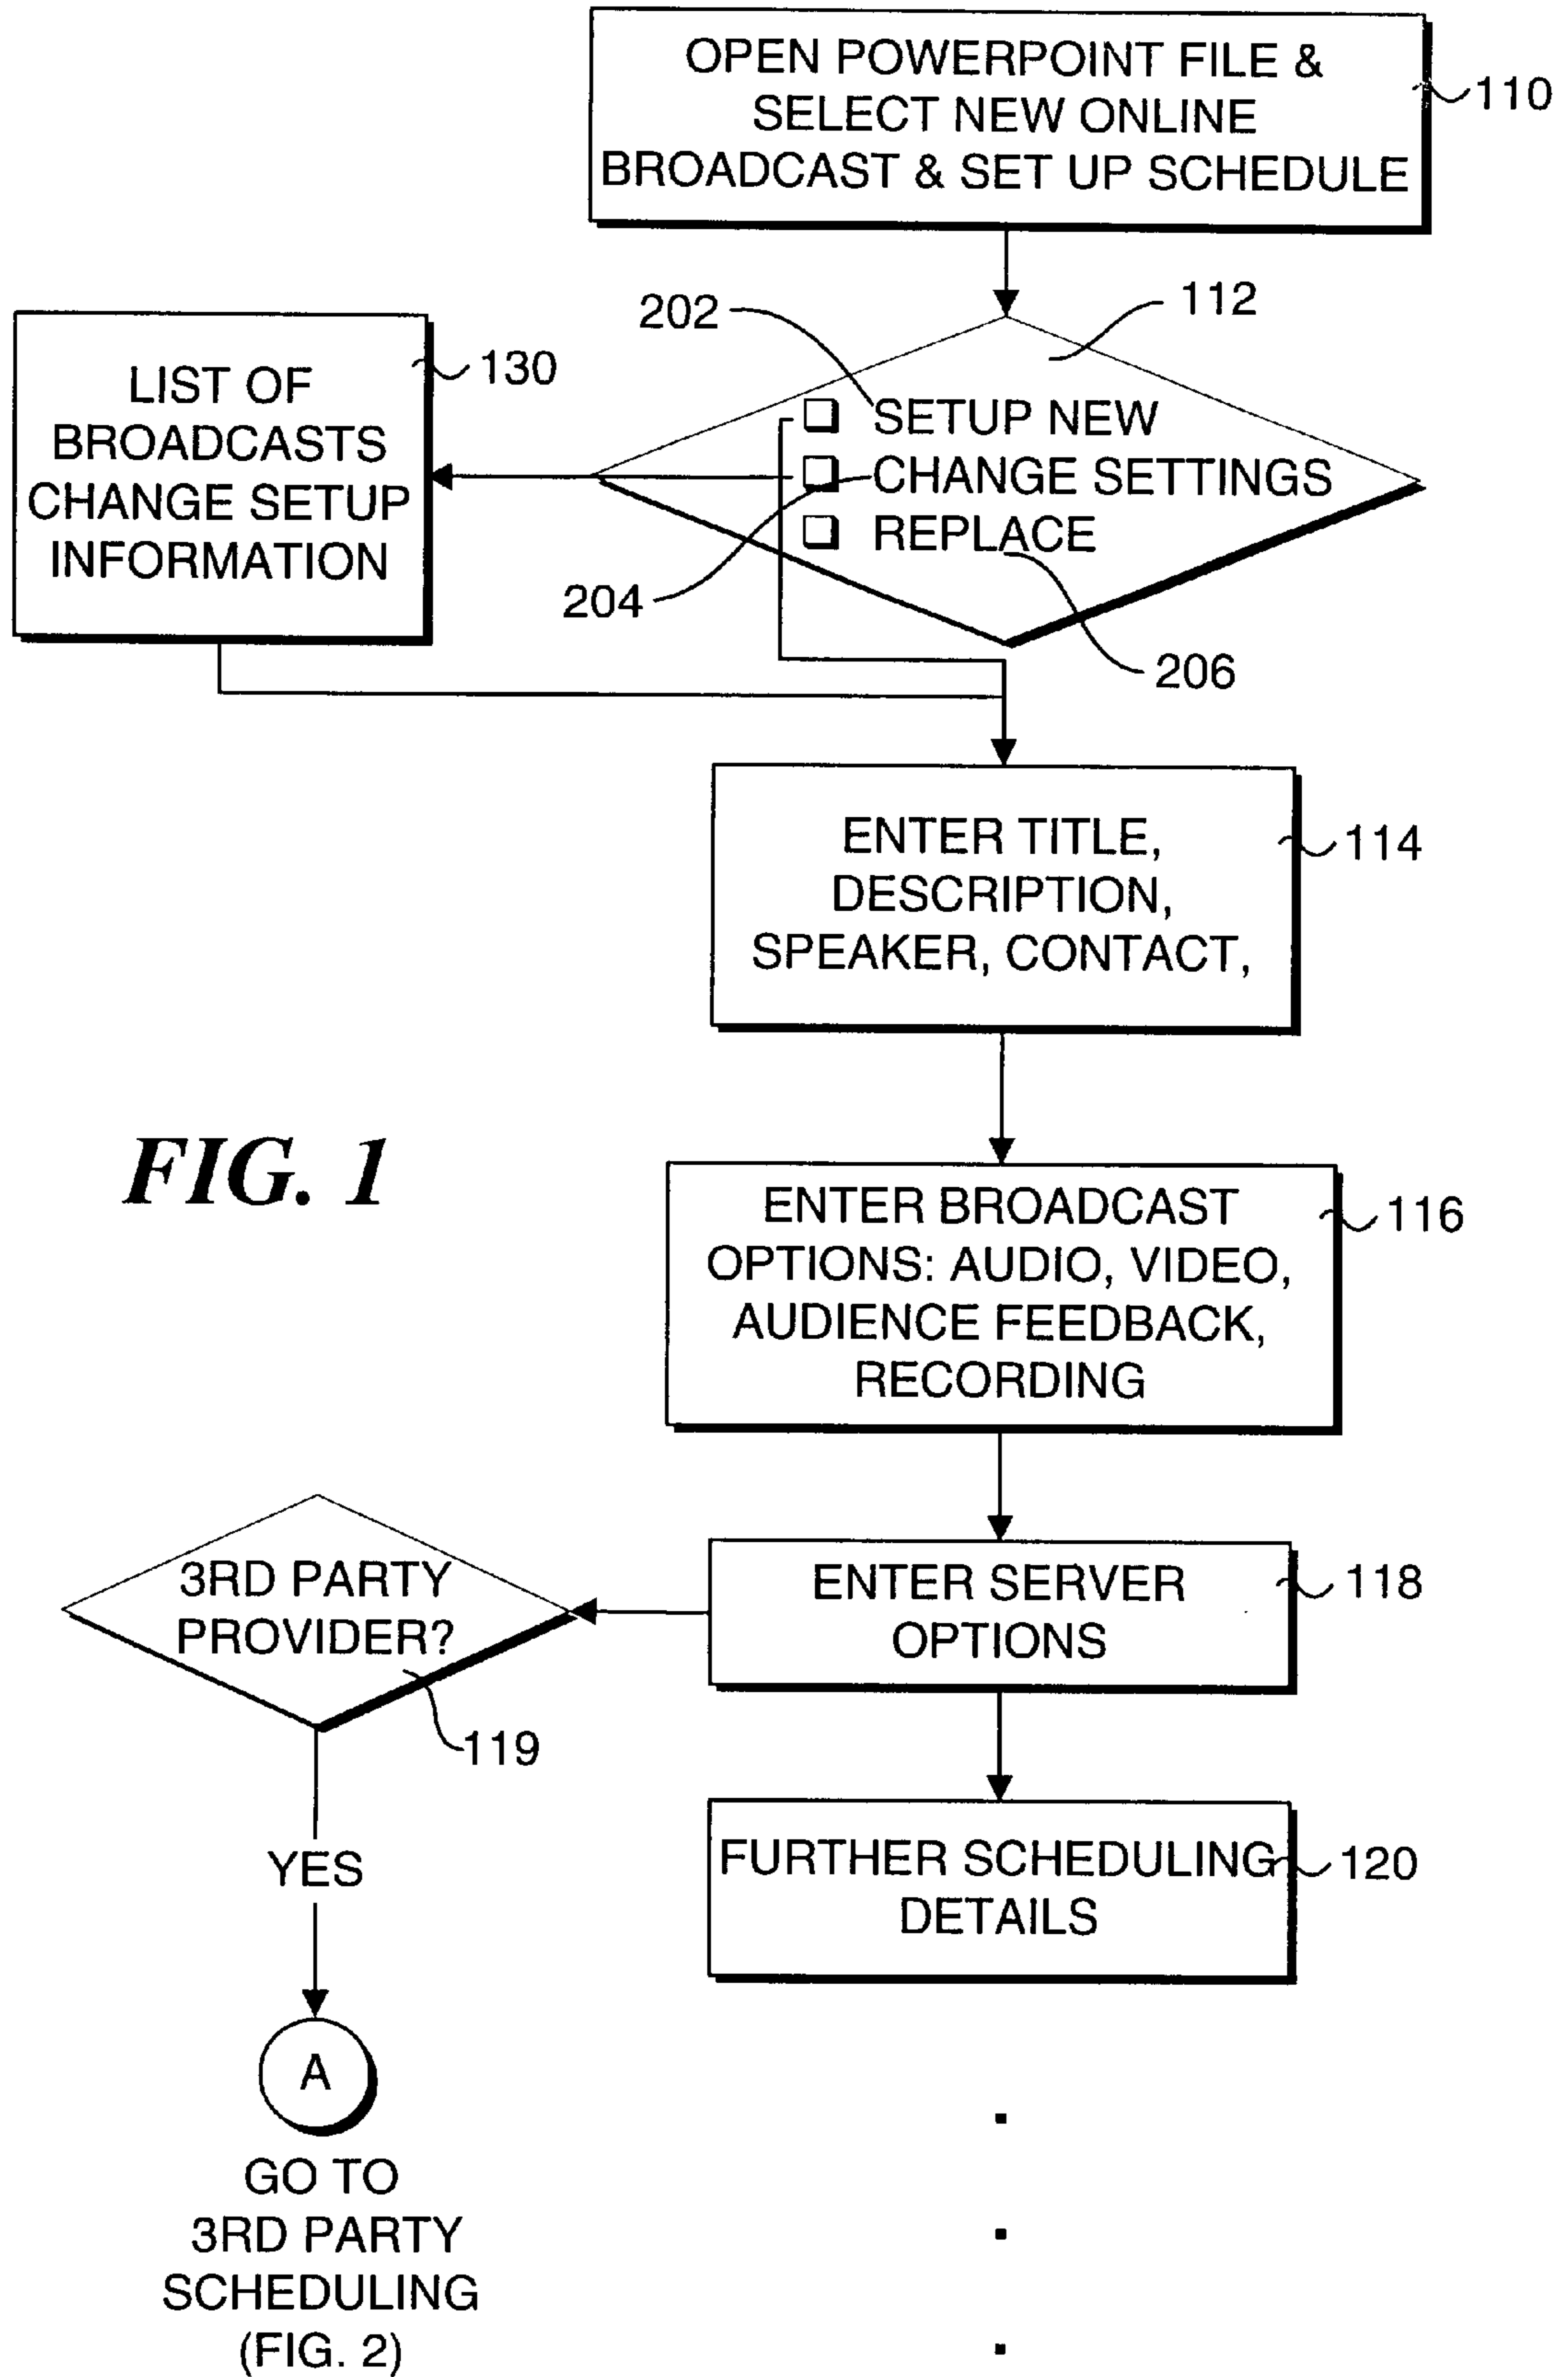 OPEN POWERPOINT FILE &
SELECT NEW ONLINE
BROADCAST & SET UP SCHEDULE
110
202
112
SETUP NEW
CHANGE SETTINGS
REPLACE
204
206
LIST OF
BROADCASTS
CHANGE SETUP
INFORMATION
130
ENTER TITLE,
DESCRIPTION,
SPEAKER, CONTACT,
114
FIG. 1
ENTER BROADCAST
OPTIONS: AUDIO, VIDEO,
AUDIENCE FEEDBACK,
RECORDING
116
ENTER SERVER
OPTIONS
118
3RD PARTY
PROVIDER?
119
YES
FURTHER SCHEDULING
DETAILS
120
A
GO TO
3RD PARTY
SCHEDULING
(FIG. 2)